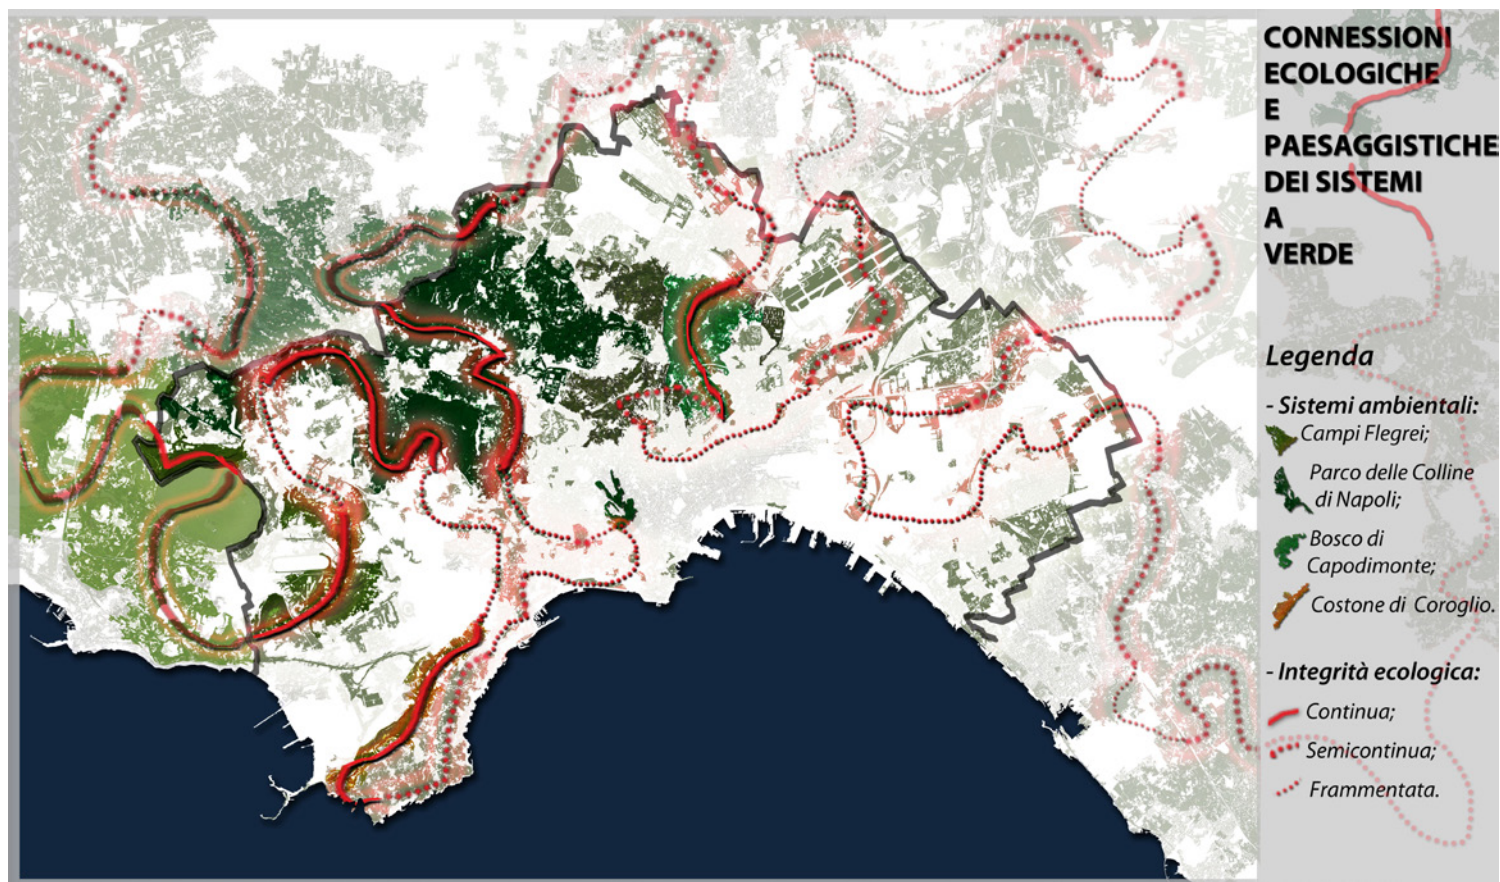 CONNESSIONI
ECOLOGICHE
E
PAESAGGISTICHE
DEI SISTEMI
A
VERDE
Legenda
- Sistemi ambientali:
Campi Flegrei;
Parco delle Colline
di Napoli;
Bosco di
Capodimonte;
Costone di Coroglio.
- Integrità ecologica:
Continua;
Semicontinua;
Frammentata.